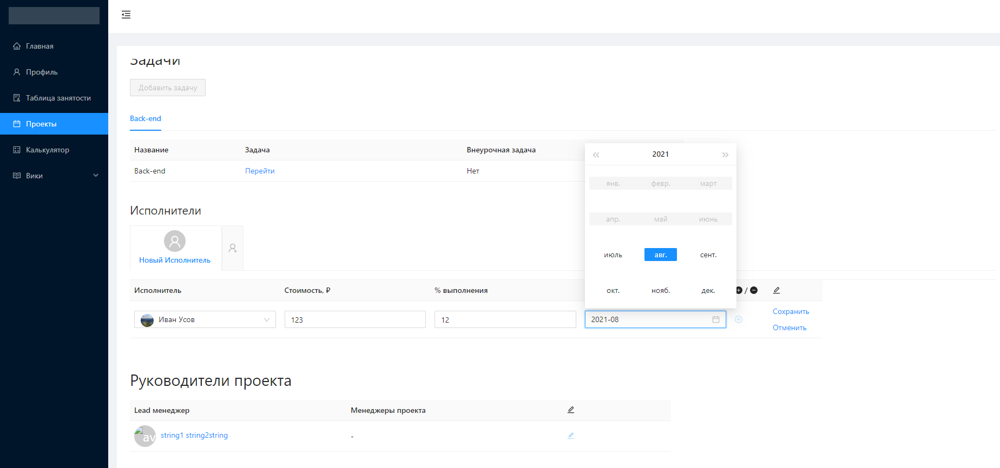 Главная
Профиль
Таблица занятости
Проекты
Калькулятор
Вики
Задачи
Добавить задачу
Back-end
Название Задача Внеурочная задача
Back-end Перейти Нет
2021
янв. февр. март
апр. май июнь
июль авг. сент.
окт. нояб. дек.
Исполнители
Новый Исполнитель
Исполнитель Стоимость, ₽ % выполнения /
Иван Усов 123 12 2021-08 Сохранить
Отменить
Руководители проекта
Lead менеджер Менеджеры проекта
av string1 string2string -